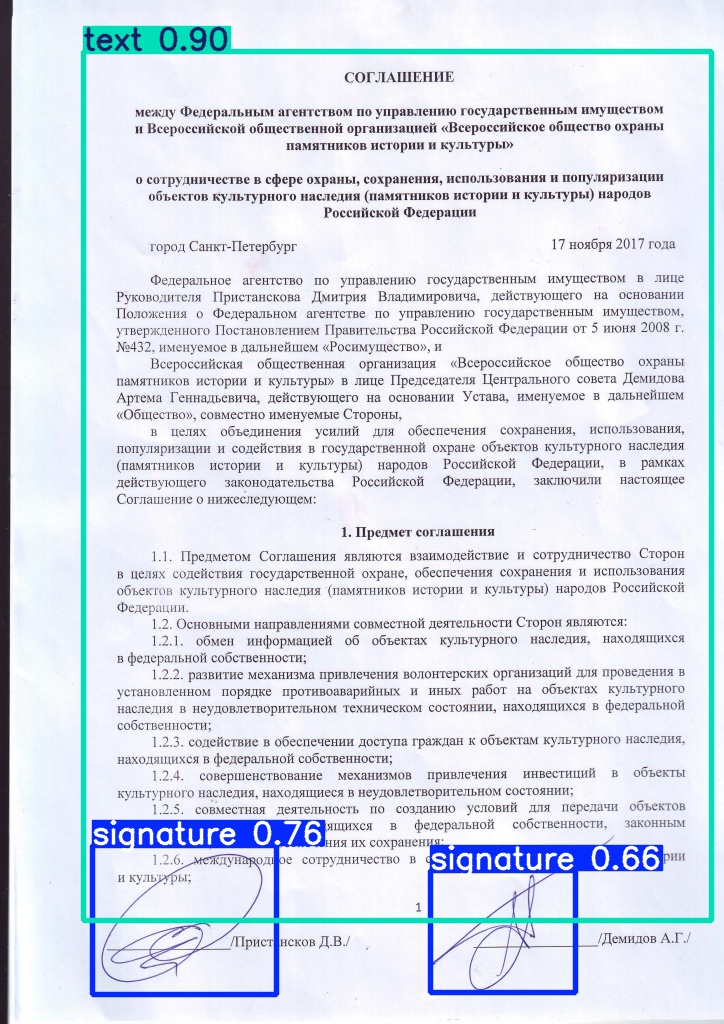 text 0.90
СОГЛАШЕНИЕ
между Федеральным агентством по управлению государственным имуществом
и Всероссийской общественной организацией «Всероссийское общество охраны
памятников истории и культуры»
о сотрудничестве в сфере охраны, сохранения, использования и популяризации
объектов культурного наследия (памятников истории и культуры) народов
Российской Федерации
город Санкт-Петербург 17 ноября 2017 года
Федеральное агентство по управлению государственным имуществом в лице
Руководителя Пристанскова Дмитрия Владимировича, действующего на основании
Положения о Федеральном агентстве по управлению государственным имуществом,
утвержденного Постановлением Правительства Российской Федерации от 5 июня 2008 г.
№432, именуемое в дальнейшем «Росимущество», и
Всероссийская общественная организация «Всероссийское общество охраны
памятников истории и культуры» в лице Председателя Центрального совета Демидова
Артема Геннадьевича, действующего на основании Устава, именуемое в дальнейшем
«Общество», совместно именуемые Стороны,
в целях объединения усилий для обеспечения сохранения, использования,
популяризации и содействия в государственной охране объектов культурного наследия
(памятников истории и культуры) народов Российской Федерации, в рамках
действующего законодательства Российской Федерации, заключили настоящее
Соглашение о нижеследующем:
1. Предмет соглашения
1.1. Предметом Соглашения являются взаимодействие и сотрудничество Сторон
в целях содействия государственной охране, обеспечения сохранения и использования
объектов культурного наследия (памятников истории и культуры) народов Российской
Федерации.
1.2. Основными направлениями совместной деятельности Сторон являются:
1.2.1. обмен информацией об объектах культурного наследия, находящихся
в федеральной собственности;
1.2.2. развитие механизма привлечения волонтерских организаций для проведения в
установленном порядке противоаварийных и иных работ на объектах культурного
наследия в неудовлетворительном техническом состоянии, находящихся в федеральной
собственности;
1.2.3. содействие в обеспечении доступа граждан к объектам культурного наследия,
находящихся в федеральной собственности;
1.2.4. совершенствование механизмов привлечения инвестиций в объекты
культурного наследия, находящиеся в неудовлетворительном состоянии;
1.2.5. совместная деятельность по созданию условий для передачи объектов
в федеральной собственности, законным
signature 0.76
их сохранения;
signature 0.66
1.2.6. международное сотрудничество в
и культуры;
1
/Пристансков Д.В./
/Демидов А.Г./